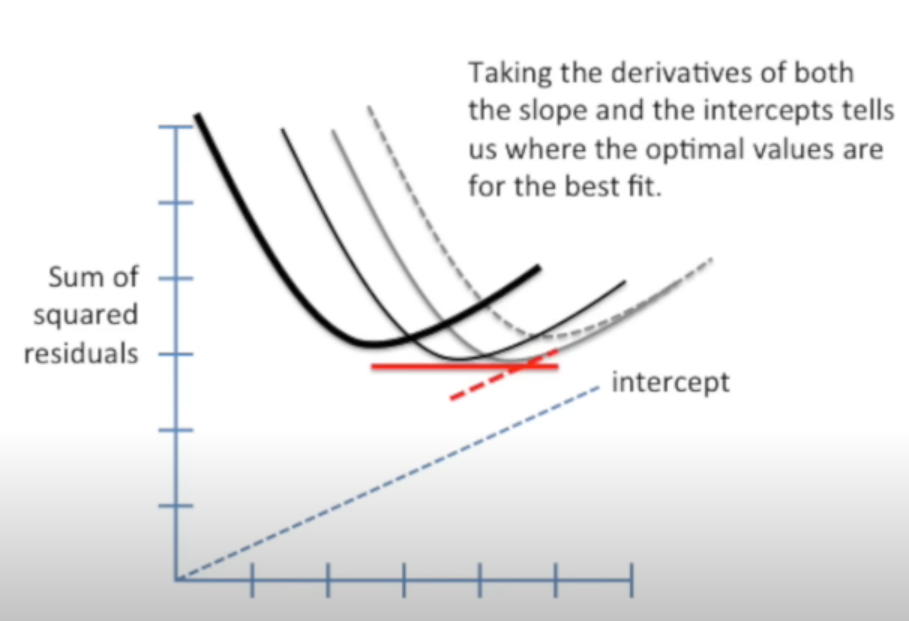 Taking the derivatives of both
the slope and the intercepts tells
us where the optimal values are
for the best fit.
Sum of
squared
residuals
intercept